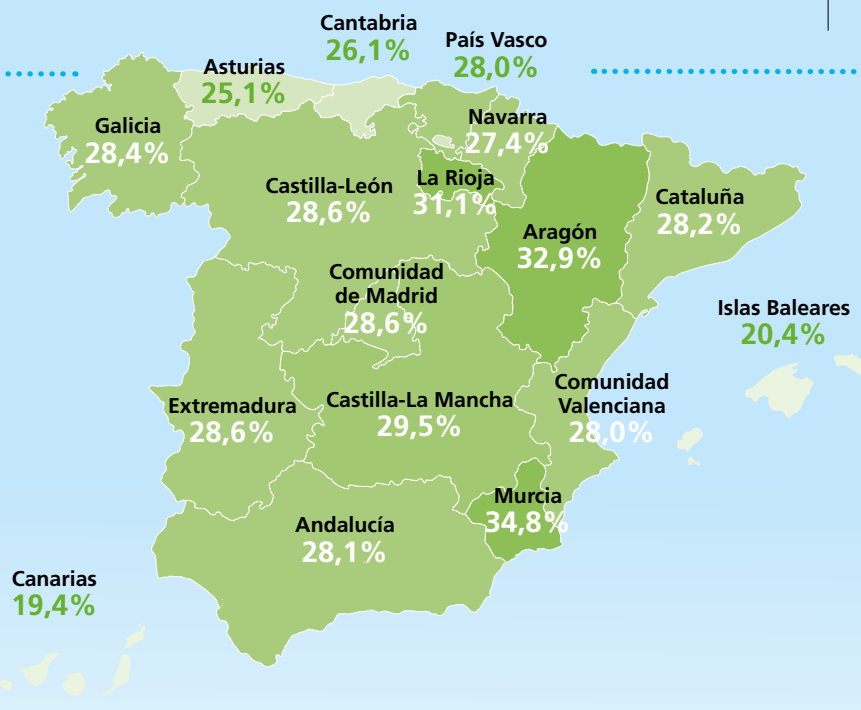 Cantabria
26,1%
País Vasco
28,0%
Asturias
25,1%
Galicia
28,4%
Navarra
27,4%
La Rioja
31,1%
Castilla-León
28,6%
Cataluña
28,2%
Aragón
32,9%
Comunidad
de Madrid
28,6%
Islas Baleares
20,4%
Comunidad
Valenciana
28,0%
Extremadura
28,6%
Castilla-La Mancha
29,5%
Murcia
34,8%
Andalucía
28,1%
Canarias
19,4%